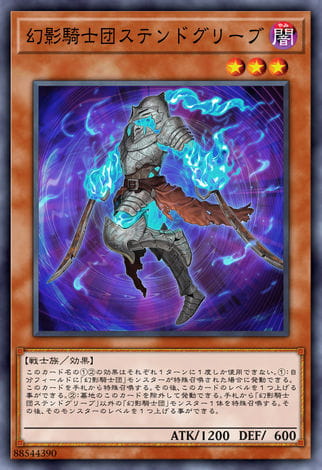 幻影騎士団ステンドグリーブ
やみ
闇
【戦士族/効果】
このカード名の①②の効果はそれぞれ1ターンに1度しか使用できない。①:自
分フィールドに「幻影騎士団」モンスターが特殊召喚された場合に発動できる。
このカードを手札から特殊召喚する。その後、このカードのレベルを1つ上げる
事ができる。②:墓地のこのカードを除外して発動できる。手札から「幻影騎士
団ステンドグリーブ」以外の「幻影騎士団」モンスター1体を特殊召喚する。そ
の後、そのモンスターのレベルを1つ上げる事ができる。
ATK/1200 DEF/ 600
88544390